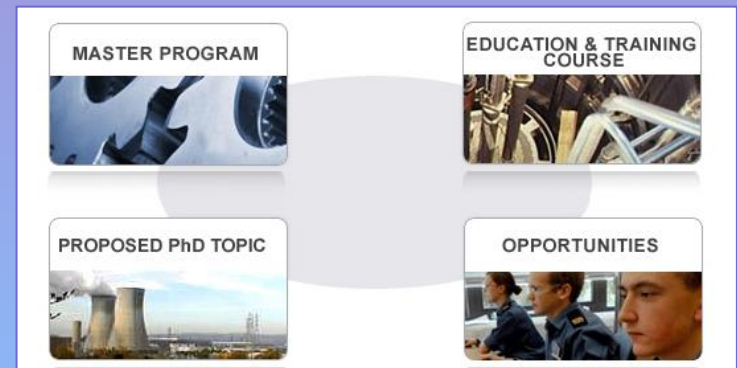 MASTER PROGRAM
EDUCATION & TRAINING
COURSE
PROPOSED PhD TOPIC
OPPORTUNITIES